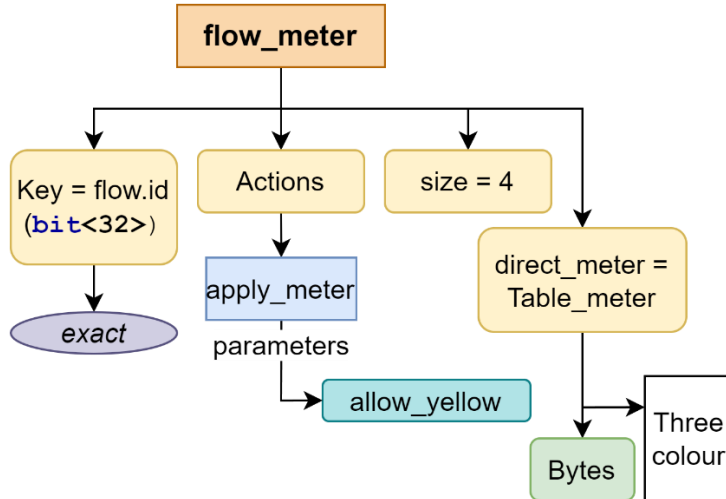 flow_meter
Key = flow.id
(bit<32>)
Actions
size = 4
direct_meter =
Table_meter
apply_meter
exact
parameters
allow_yellow
Three
colour
Bytes